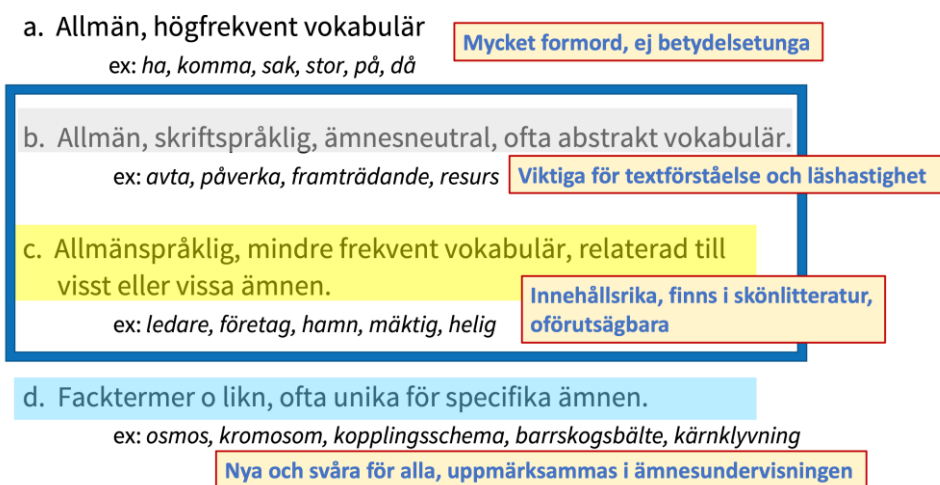 a. Allmän, högfrekvent vokabulär
Mycket formord, ej betydelsetunga
ex: ha, komma, sak, stor, på, då
b. Allmän, skriftspråklig, ämnesneutral, ofta abstrakt vokabulär.
ex: avta, påverka, framträdande, resurs
Viktiga för textförståelse och läshastighet
c. Allmänspråklig, mindre frekvent vokabulär, relaterad till
visst eller vissa ämnen.
Innehållsrika, finns i skönlitteratur,
oförutsägbara
ex: ledare, företag, hamn, mäktig, helig
d. Facktermer o likn, ofta unika för specifika ämnen.
ex: osmos, kromosom, kopplingsschema, barrskogsbälte, kärnklyvning
Nya och svåra för alla, uppmärksammas i ämnesundervisningen